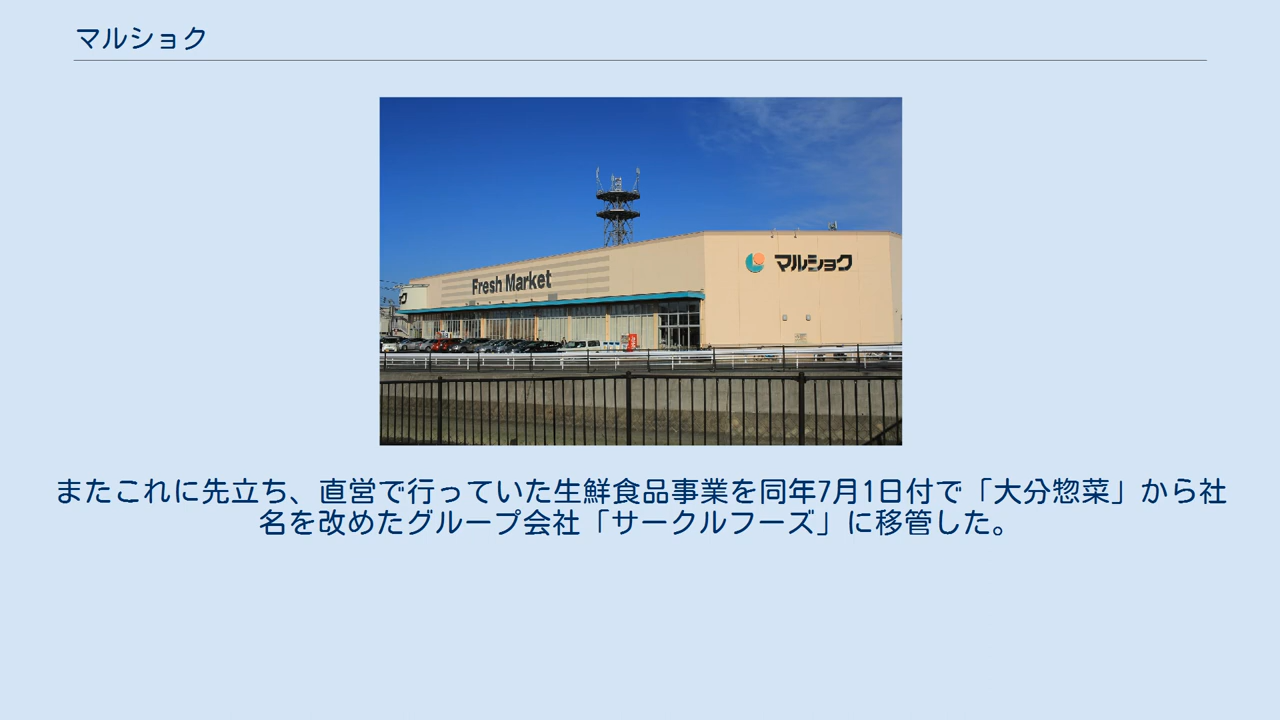 マルショク
Fresh Market
マルショク
ク
またこれに先立ち、直営で行っていた生鮮食品事業を同年7月1日付で「大分惣菜」から社
名を改めたグループ会社「サークルフーズ」に移管した。